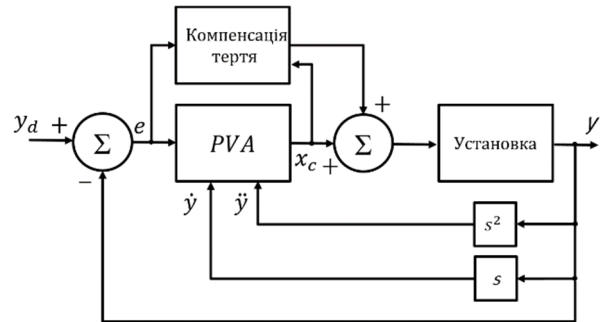 Компенсація
тертя
y_d + Σ e PVA x_c + + Σ Установка y
−
ẏ ÿ
s²
s